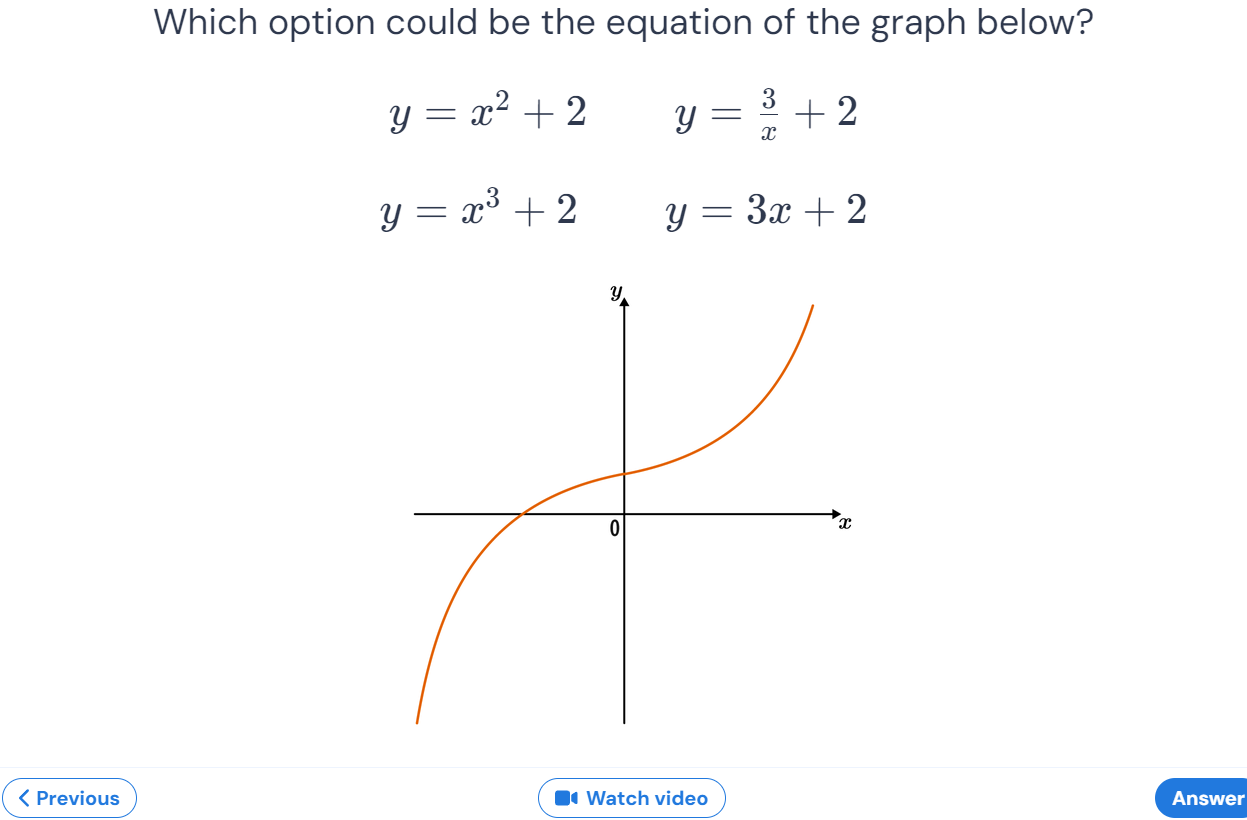 Which option could be the equation of the graph below?
y = x² + 2 y = 3/x + 2
y = x³ + 2 y = 3x + 2
y
0
x
Previous Watch video Answer